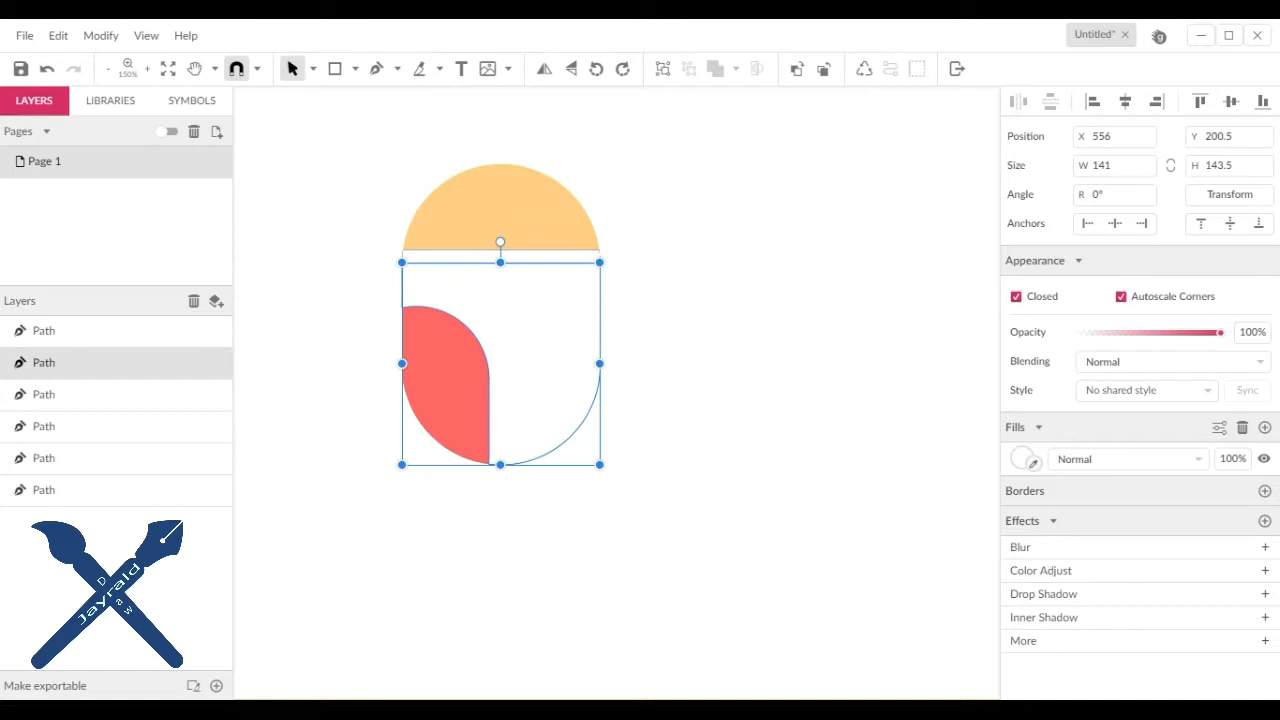 File Edit Modify View Help
Untitled*
150%
LAYERS LIBRARIES SYMBOLS
Pages
Page 1
Layers
Path
Path
Path
Path
Path
Path
Jayrald
Draw
Make exportable
Position X 556 Y 200.5
Size W 141 H 143.5
Angle R 0° Transform
Anchors
Appearance
Closed Autoscale Corners
Opacity 100%
Blending Normal
Style No shared style Sync
Fills
Normal 100%
Borders
Effects
Blur
Color Adjust
Drop Shadow
Inner Shadow
More